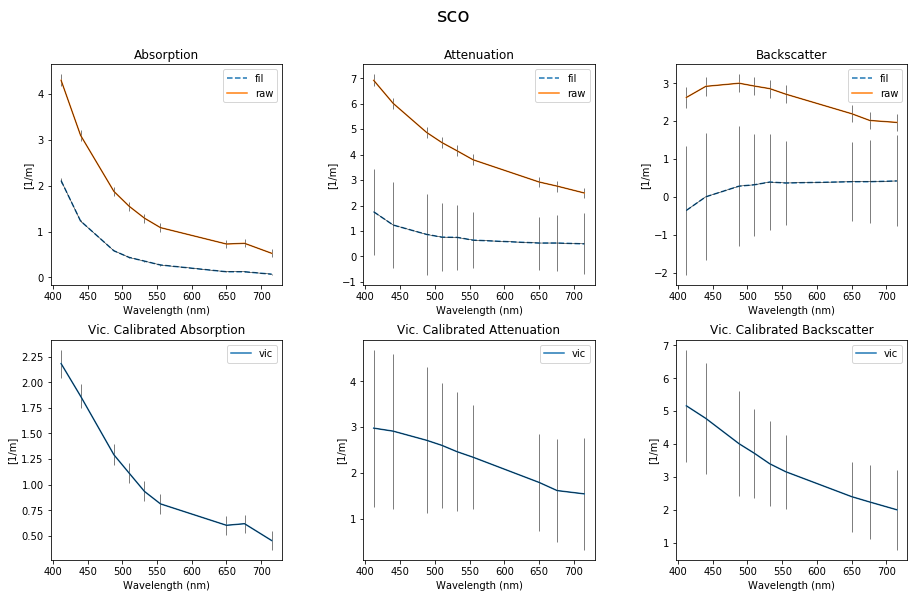 sco
Absorption
fil
raw
[1/m]
4
3
2
1
0
400 450 500 550 600 650 700
Wavelength (nm)
Attenuation
fil
raw
[1/m]
7
6
5
4
3
2
1
0
−1
400 450 500 550 600 650 700
Wavelength (nm)
Backscatter
fil
raw
[1/m]
3
2
1
0
−1
−2
400 450 500 550 600 650 700
Wavelength (nm)
Vic. Calibrated Absorption
vic
[1/m]
2.25
2.00
1.75
1.50
1.25
1.00
0.75
0.50
400 450 500 550 600 650 700
Wavelength (nm)
Vic. Calibrated Attenuation
vic
[1/m]
4
3
2
1
400 450 500 550 600 650 700
Wavelength (nm)
Vic. Calibrated Backscatter
vic
[1/m]
7
6
5
4
3
2
1
400 450 500 550 600 650 700
Wavelength (nm)